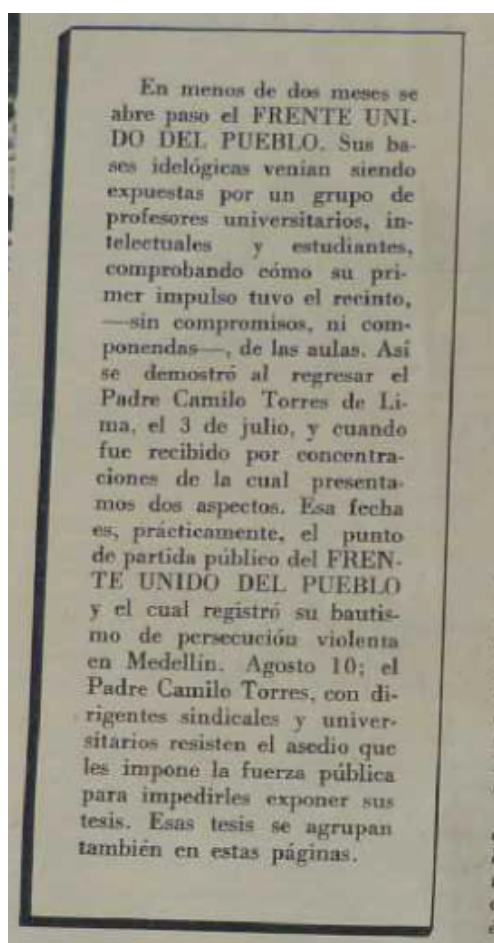 En menos de dos meses se
abre paso el FRENTE UNI-
DO DEL PUEBLO. Sus ba-
ses idelógicas venían siendo
expuestas por un grupo de
profesores universitarios, in-
telectuales y estudiantes,
comprobando cómo su pri-
mer impulso tuvo el recinto,
—sin compromisos, ni com-
ponendas—, de las aulas. Así
se demostró al regresar el
Padre Camilo Torres de Li-
ma, el 3 de julio, y cuando
fue recibido por concentra-
ciones de la cual presenta-
mos dos aspectos. Esa fecha
es, prácticamente, el punto
de partida público del FREN-
TE UNIDO DEL PUEBLO
y el cual registró su bautis-
mo de persecución violenta
en Medellín. Agosto 10; el
Padre Camilo Torres, con di-
rigentes sindicales y univer-
sitarios resisten el asedio que
les impone la fuerza pública
para impedirles exponer sus
tesis. Esas tesis se agrupan
también en estas páginas.